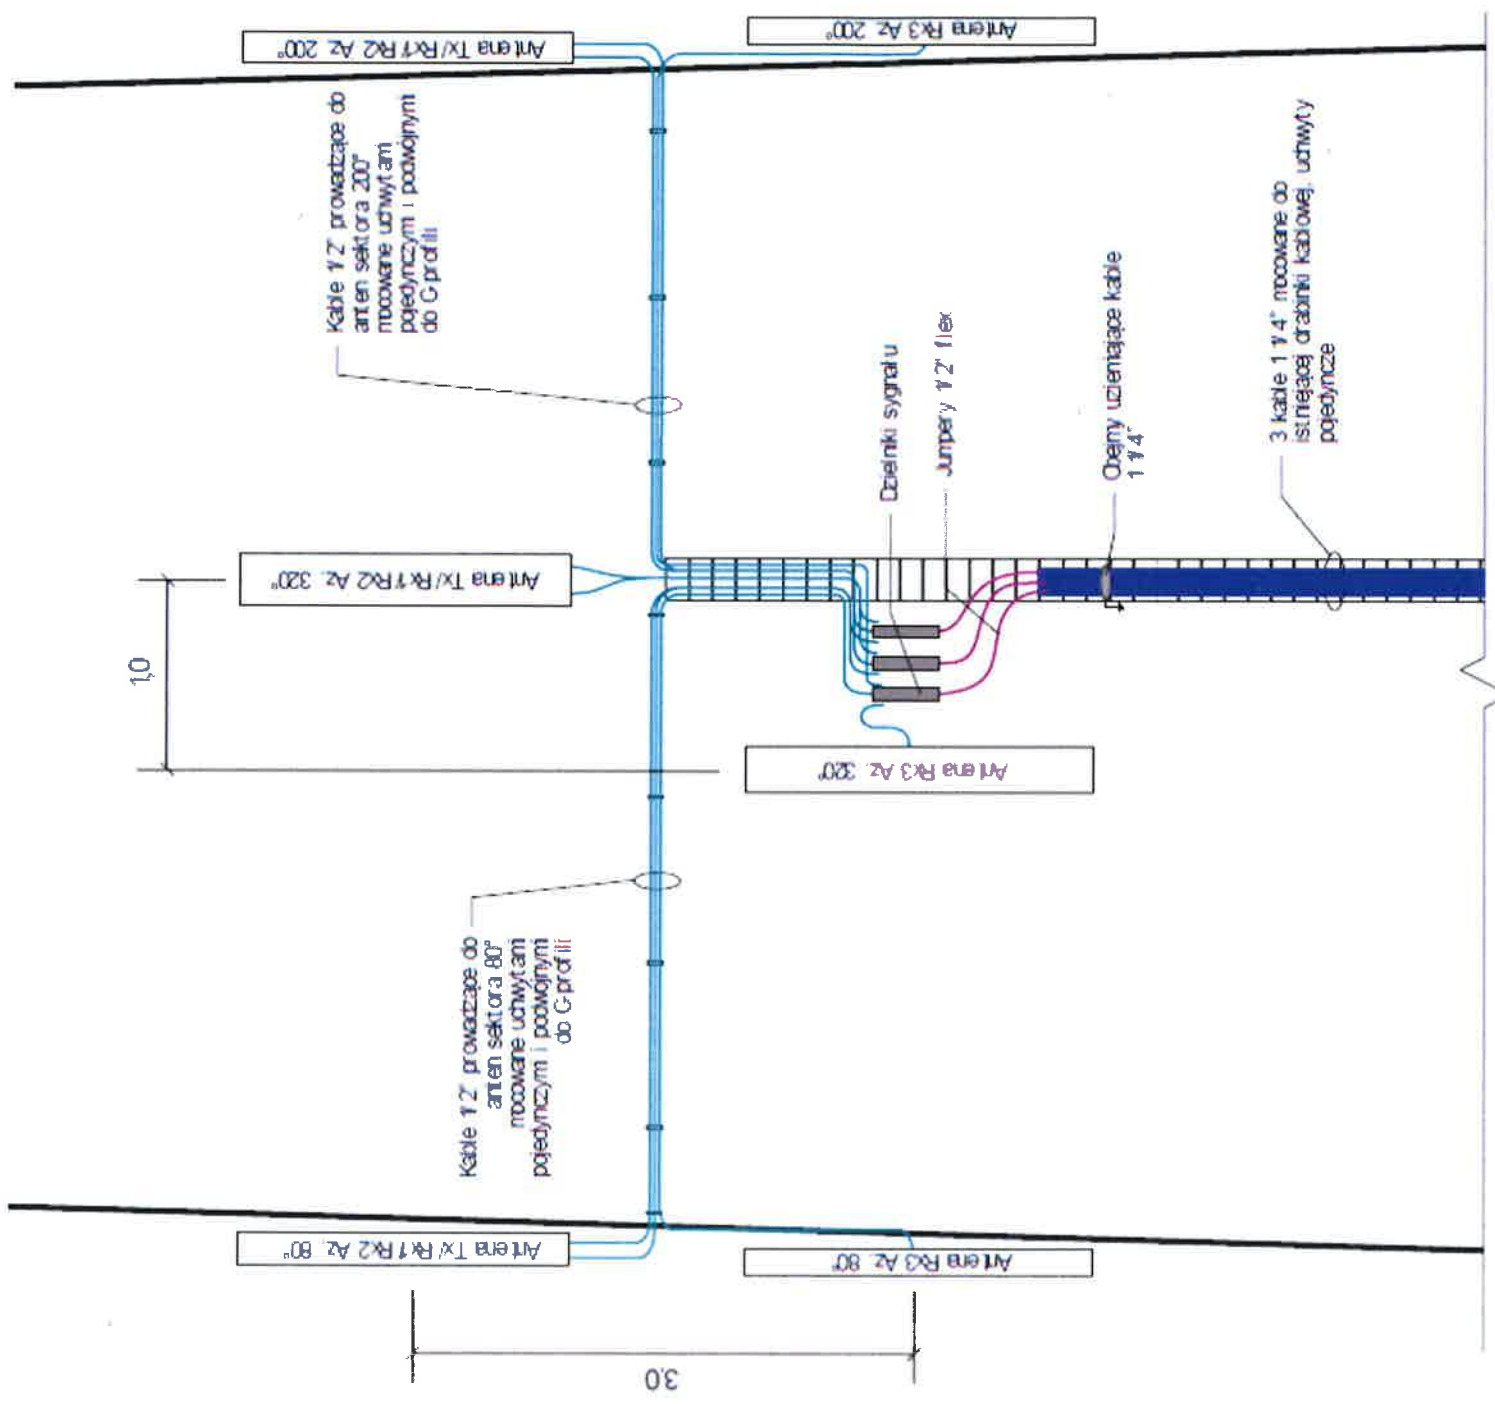 Antena Tx/Rx1/Rx2 Az. 200°
Antena Rx3 Az. 200°
Kable 1/2" prowadzące do
anten sektora 200°
mocowane uchwytami
pojedynczym i podwójnym
do C-profili
Antena Tx/Rx1/Rx2 Az. 320°
1,0
Dzielniki sygnału
Jumpery 1/2" flex
Obejmy uziemiające kable
1 1/4"
3 kable 1 1/4" mocowane do
istniejącej drabinki kablowej, uchwyty
pojedyncze
Antena Rx3 Az. 320°
Kable 1/2" prowadzące do
anten sektora 80°
mocowane uchwytami
pojedynczym i podwójnym
do C-profili
Antena Tx/Rx1/Rx2 Az. 80°
Antena Rx3 Az. 80°
3,0